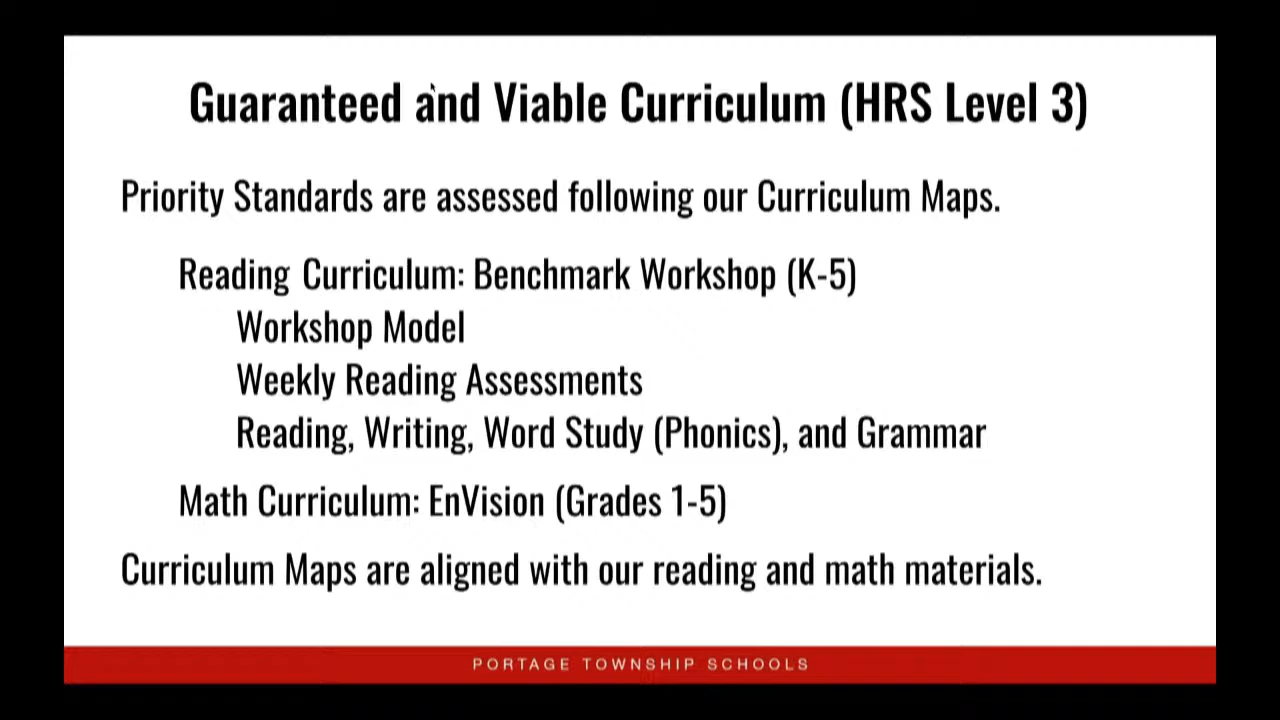 Guaranteed and Viable Curriculum (HRS Level 3)
Priority Standards are assessed following our Curriculum Maps.
Reading Curriculum: Benchmark Workshop (K-5)
Workshop Model
Weekly Reading Assessments
Reading, Writing, Word Study (Phonics), and Grammar
Math Curriculum: EnVision (Grades 1-5)
Curriculum Maps are aligned with our reading and math materials.
PORTAGE TOWNSHIP SCHOOLS